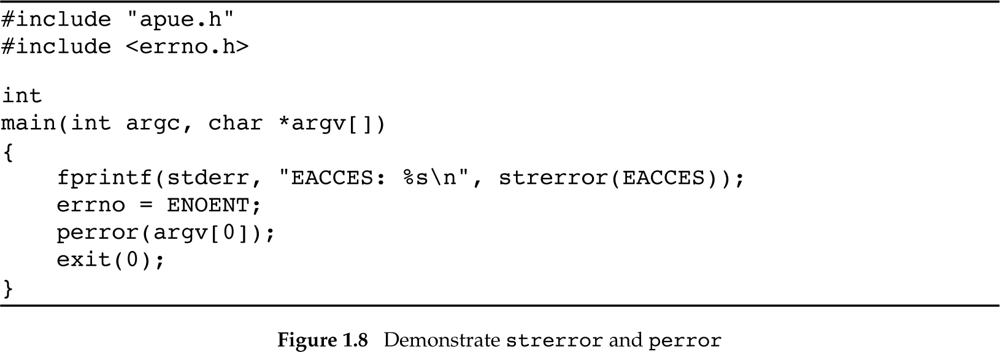 #include "apue.h"
#include <errno.h>
int
main(int argc, char *argv[])
{
    fprintf(stderr, "EACCES: %s\n", strerror(EACCES));
    errno = ENOENT;
    perror(argv[0]);
    exit(0);
}
Figure 1.8 Demonstrate strerror and perror